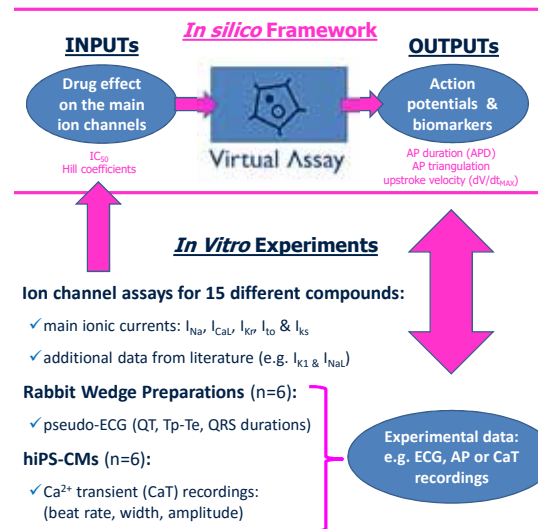 In silico Framework
INPUTs
OUTPUTs
Drug effect
on the main
ion channels
Virtual Assay
Action
potentials &
biomarkers
IC50
Hill coefficients
AP duration (APD)
AP triangulation
upstroke velocity (dV/dtMAX)
In Vitro Experiments
Ion channel assays for 15 different compounds:
✓main ionic currents: INa, ICaL, IKr, Ito & Iks
✓additional data from literature (e.g. IK1 & INaL)
Rabbit Wedge Preparations (n=6):
✓pseudo-ECG (QT, Tp-Te, QRS durations)
hiPS-CMs (n=6):
✓Ca2+ transient (CaT) recordings:
(beat rate, width, amplitude)
Experimental data:
e.g. ECG, AP or CaT
recordings